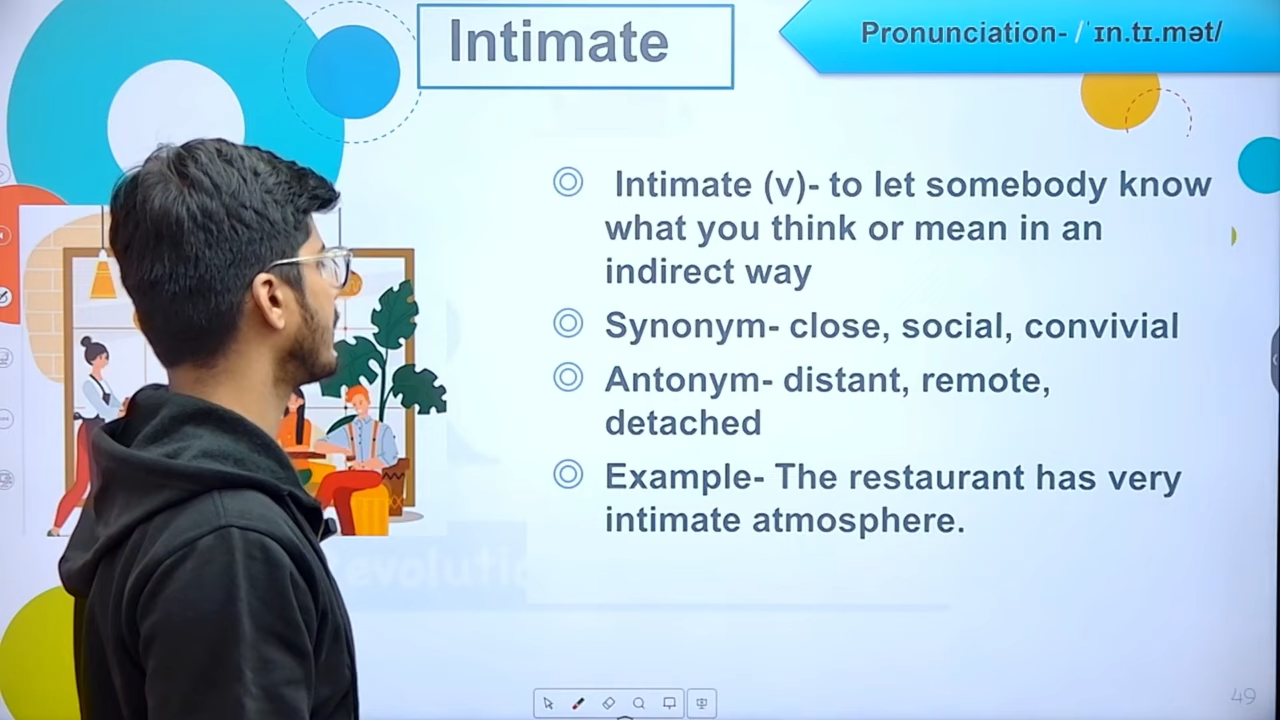 Intimate
Pronunciation- /ˈɪn.tɪ.mət/
Intimate (v)- to let somebody know
what you think or mean in an
indirect way
Synonym- close, social, convivial
Antonym- distant, remote,
detached
Example- The restaurant has very
intimate atmosphere.
49